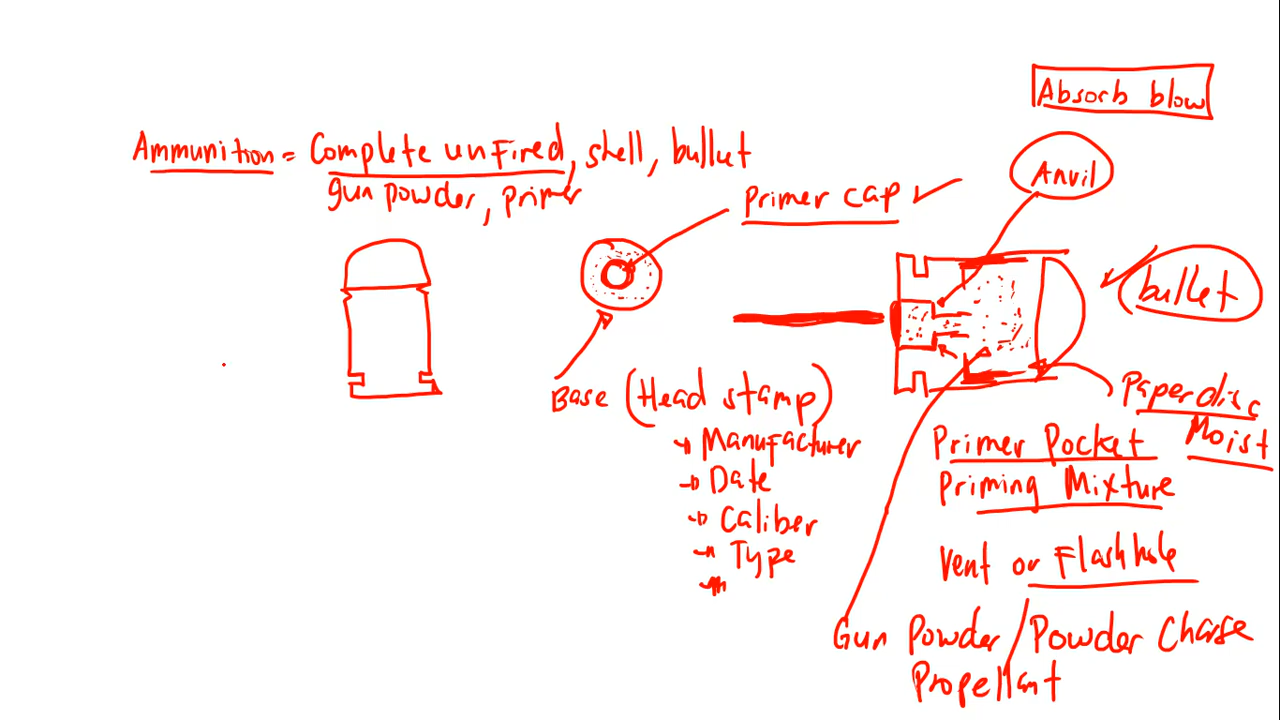 Absorb blow
Ammunition = Complete unfired, shell, bullet
gun powder, primer
Primer cap
Anvil
bullet
Base (Head stamp)
Manufacturer
Date
Caliber
Type
Paper disc
Moist
Primer Pocket
Priming Mixture
Vent or Flash hole
Gun Powder / Powder Charge
Propellant